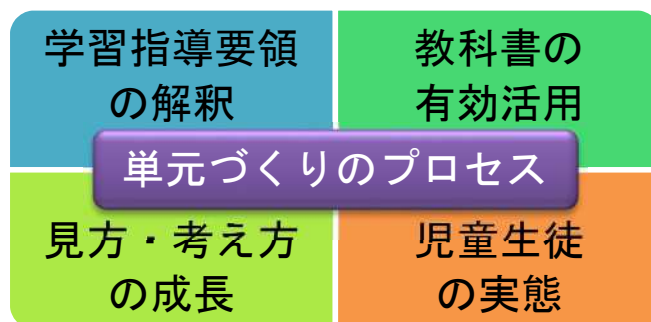 学習指導要領
の解釈
教科書の
有効活用
単元づくりのプロセス
見方・考え方
の成長
児童生徒
の実態